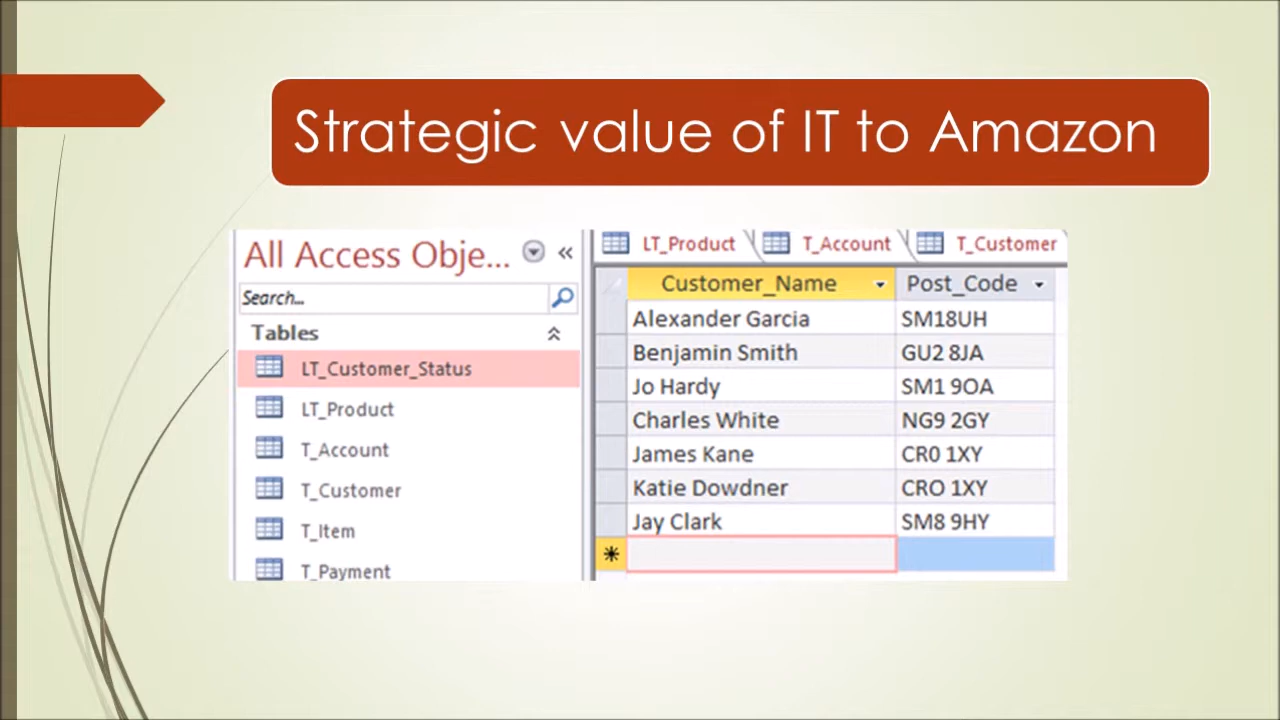 Strategic value of IT to Amazon
All Access Obje... «
Search...
Tables
LT_Customer_Status
LT_Product
T_Account
T_Customer
T_Item
T_Payment
LT_Product T_Account T_Customer
Customer_Name Post_Code
Alexander Garcia SM18UH
Benjamin Smith GU2 8JA
Jo Hardy SM1 9OA
Charles White NG9 2GY
James Kane CR0 1XY
Katie Dowdner CRO 1XY
Jay Clark SM8 9HY